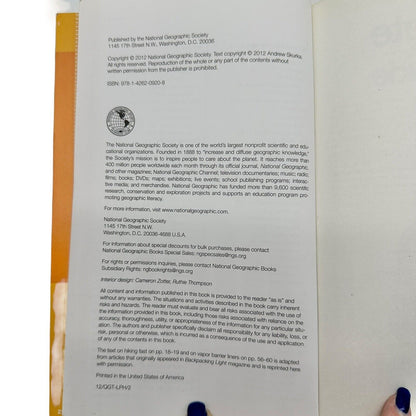 Published by the National Geographic Society
1145 17th Street N.W., Washington, D.C. 20036
Copyright © 2012 National Geographic Society. Text copyright © 2012 Andrew Skurka.
All rights reserved. Reproduction of the whole or any part of the contents without
written permission from the publisher is prohibited.
ISBN: 978-1-4262-0920-8
The National Geographic Society is one of the world's largest nonprofit scientific and edu-
cational organizations. Founded in 1888 to "increase and diffuse geographic knowledge,"
the Society's mission is to inspire people to care about the planet. It reaches more than
400 million people worldwide each month through its official journal, National Geographic,
and other magazines; National Geographic Channel; television documentaries; music; radio;
films; books; DVDs; maps; exhibitions; live events; school publishing programs; interac-
tive media; and merchandise. National Geographic has funded more than 9,600 scientific
research, conservation and exploration projects and supports an education program pro-
moting geographic literacy.
For more information, visit www.nationalgeographic.com.
National Geographic Society
1145 17th Street N.W.
Washington, D.C. 20036-4688 U.S.A.
For information about special discounts for bulk purchases, please contact
National Geographic Books Special Sales: ngspecsales@ngs.org
For rights or permissions inquiries, please contact National Geographic Books
Subsidiary Rights: ngbookrights@ngs.org
Interior design: Cameron Zotter, Ruthie Thompson
All content and information published in this book is provided to the reader "as is" and
without any warranties. The situations and activities described in the book carry inherent
risks and hazards. The reader must evaluate and bear all risks associated with use of
the information provided in this book, including those risks associated with reliance on the
accuracy, thoroughness, utility, or appropriateness of the information for any particular situ-
ation. The authors and publisher specifically disclaim all responsibility for any liability, loss, or
risk, personal or otherwise, which is incurred as a consequence of the use and application
of any of the contents in this book.
The text on hiking fast on pp. 18–19 and on vapor barrier liners on pp. 56–60 is adapted
from articles that originally appeared in Backpacking Light magazine and is reprinted here
with permission.
Printed in the United States of America
12/QGT-LPH/2